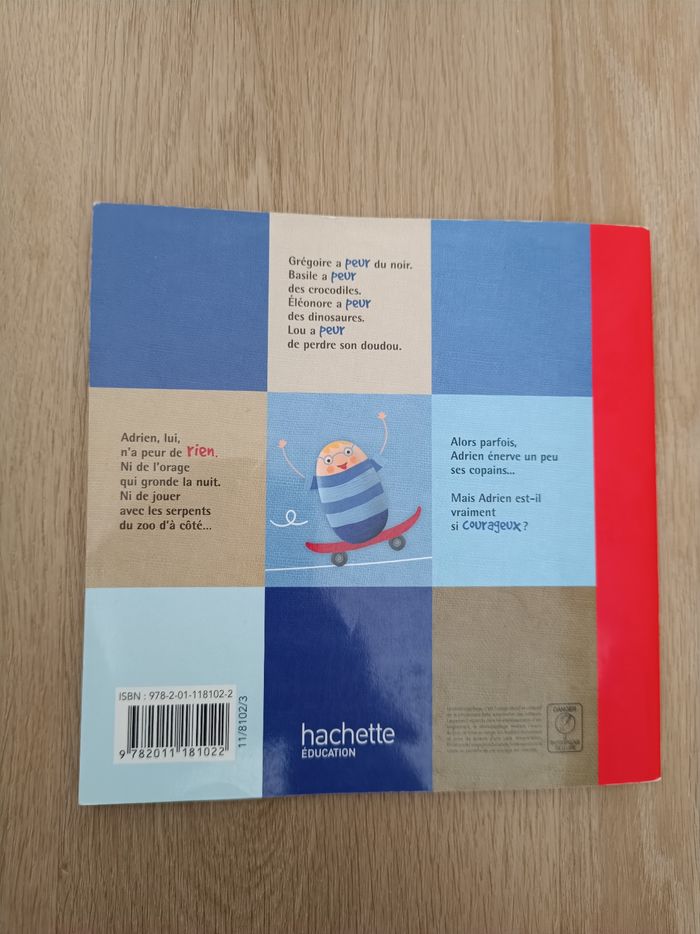 Grégoire a peur du noir.
Basile a peur
des crocodiles.
Éléonore a peur
des dinosaures.
Lou a peur
de perdre son doudou.
Adrien, lui,
n'a peur de rien.
Ni de l'orage
qui gronde la nuit.
Ni de jouer
avec les serpents
du zoo d'à côté...
Alors parfois,
Adrien énerve un peu
ses copains...
Mais Adrien est-il
vraiment
si courageux ?
ISBN : 978-2-01-118102-2
9 782011 181022
11/8102/3
hachette
ÉDUCATION
DANGER